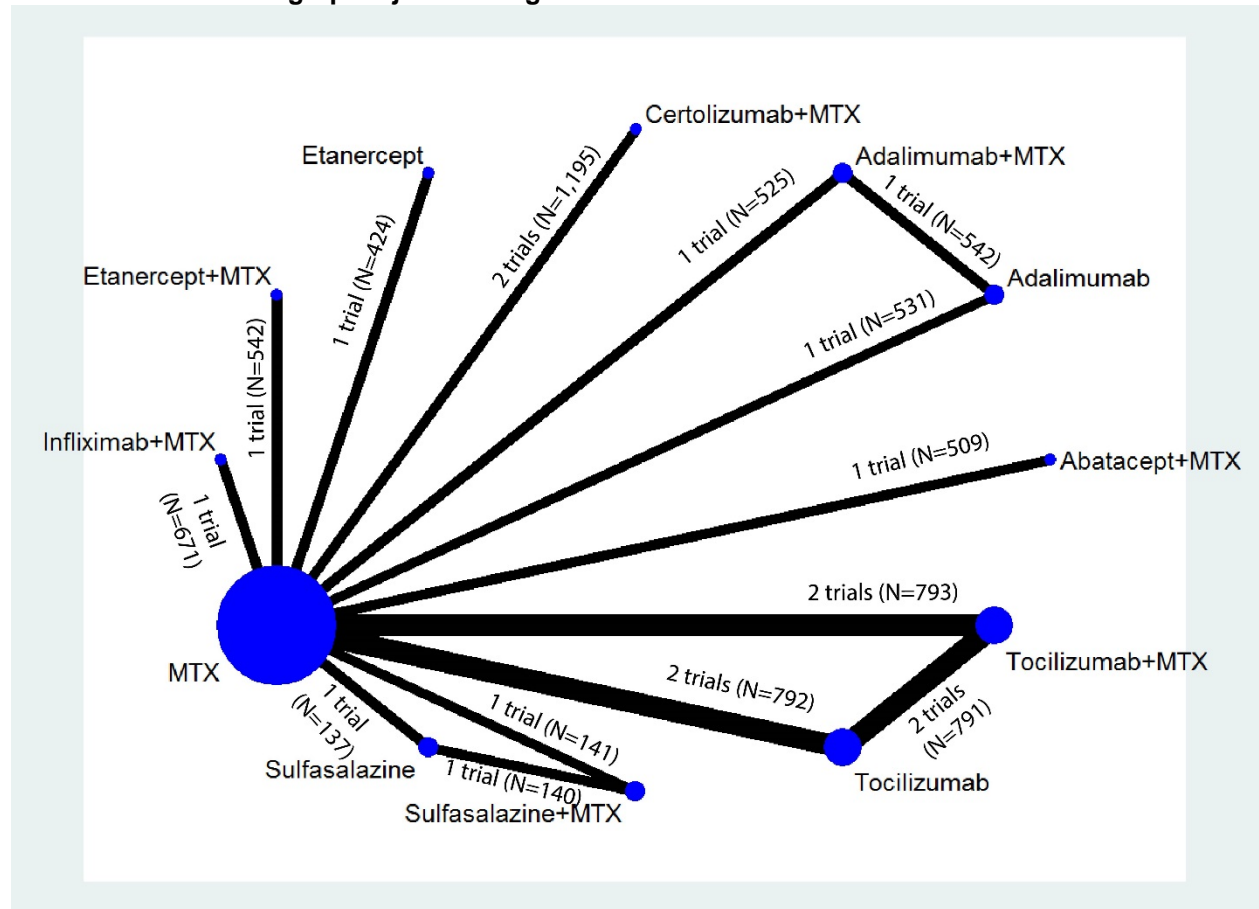 Certolizumab+MTX
Etanercept
Adalimumab+MTX
2 trials (N=1,195)
1 trial (N=525)
1 trial (N=542)
1 trial (N=424)
Etanercept+MTX
Adalimumab
1 trial (N=531)
1 trial (N=542)
Infliximab+MTX
1 trial (N=509)
Abatacept+MTX
1 trial
(N=671)
2 trials (N=793)
MTX
Tocilizumab+MTX
2 trials (N=792)
2 trials
(N=791)
1 trial
(N=137)
1 trial (N=141)
Sulfasalazine
1 trial (N=140)
Tocilizumab
Sulfasalazine+MTX